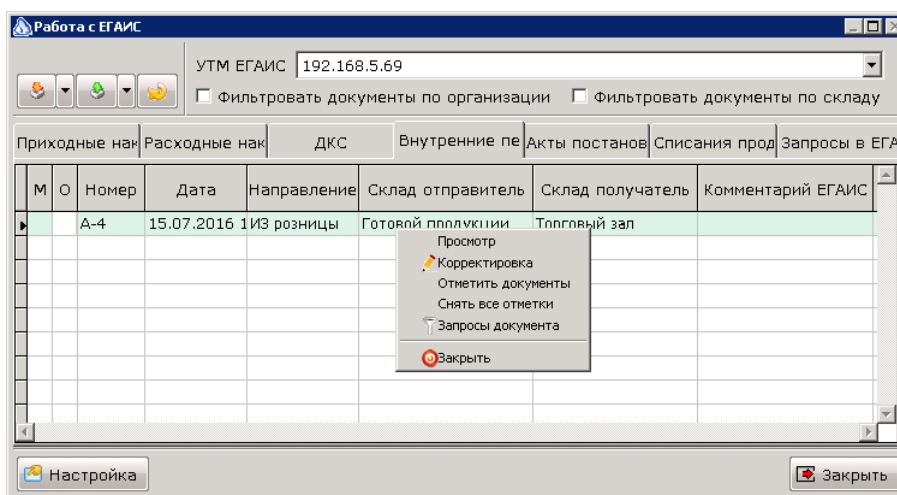 Работа с ЕГАИС
УТМ ЕГАИС 192.168.5.69
Фильтровать документы по организации Фильтровать документы по складу
Приходные нак Расходные нак ДКС Внутренние пе Акты постанов Списания прод Запросы в ЕГА
М О Номер Дата Направление Склад отправитель Склад получатель Комментарий ЕГАИС
А-4 15.07.2016 1 ИЗ розницы Готовой продукции Торговый зал
Просмотр
Корректировка
Отметить документы
Снять все отметки
Запросы документа
Закрыть
Настройка Закрыть